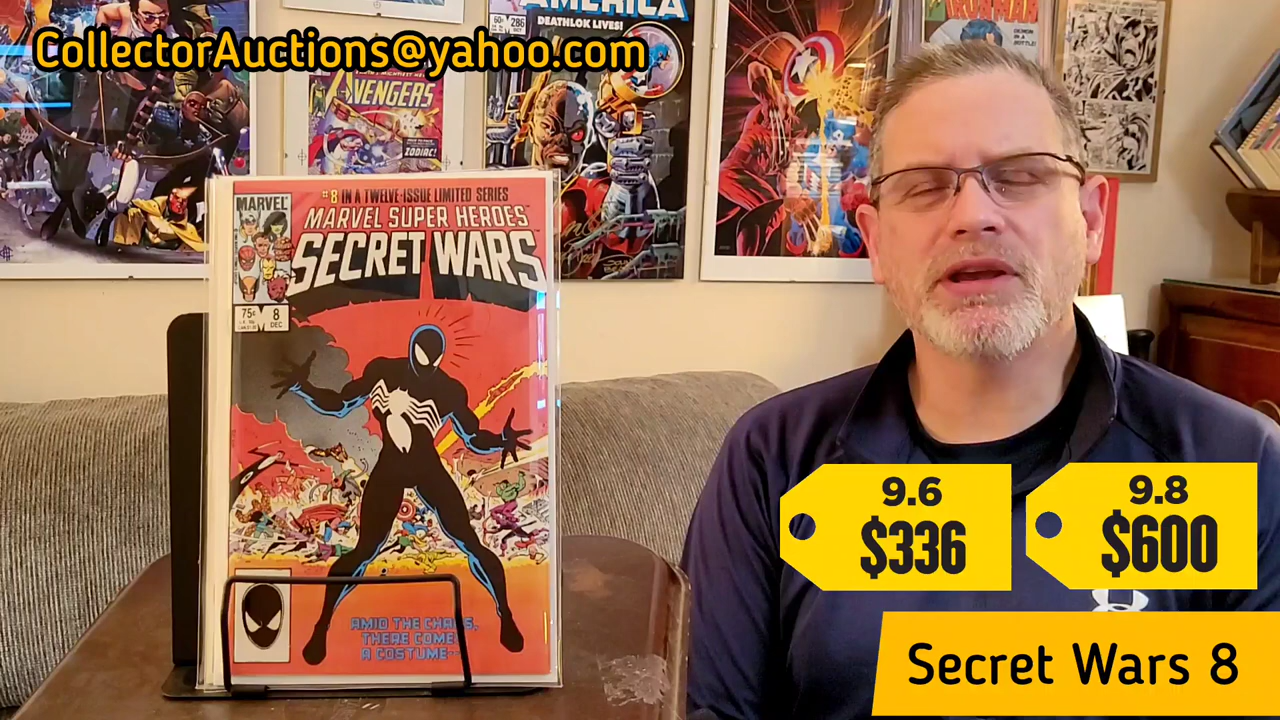 CollectorAuctions@yahoo.com
60¢
286
AMERICA
DEATHLOK LIVES!
IRON MAN
AVENGERS
ZODIAC!
#8 IN A TWELVE-ISSUE LIMITED SERIES
MARVEL
MARVEL SUPER HEROES
SECRET WARS
75¢
8
DEC
AMID THE CHAOS,
THERE COMES
A COSTUME--
9.6
$336
9.8
$600
Secret Wars 8